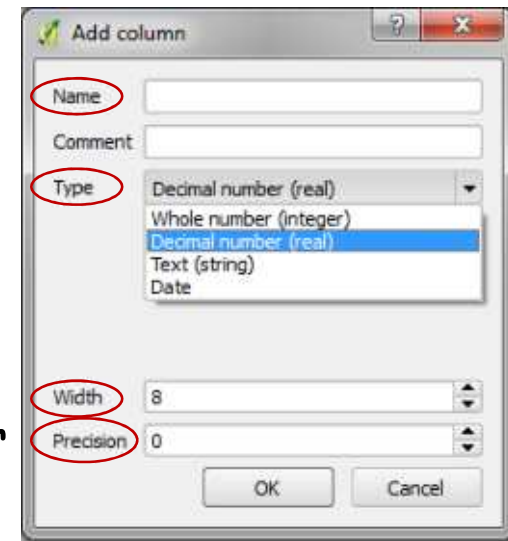 Add column
?
Name
Comment
Type Decimal number (real)
Whole number (integer)
Decimal number (real)
Text (string)
Date
Width 8
Precision 0
OK Cancel